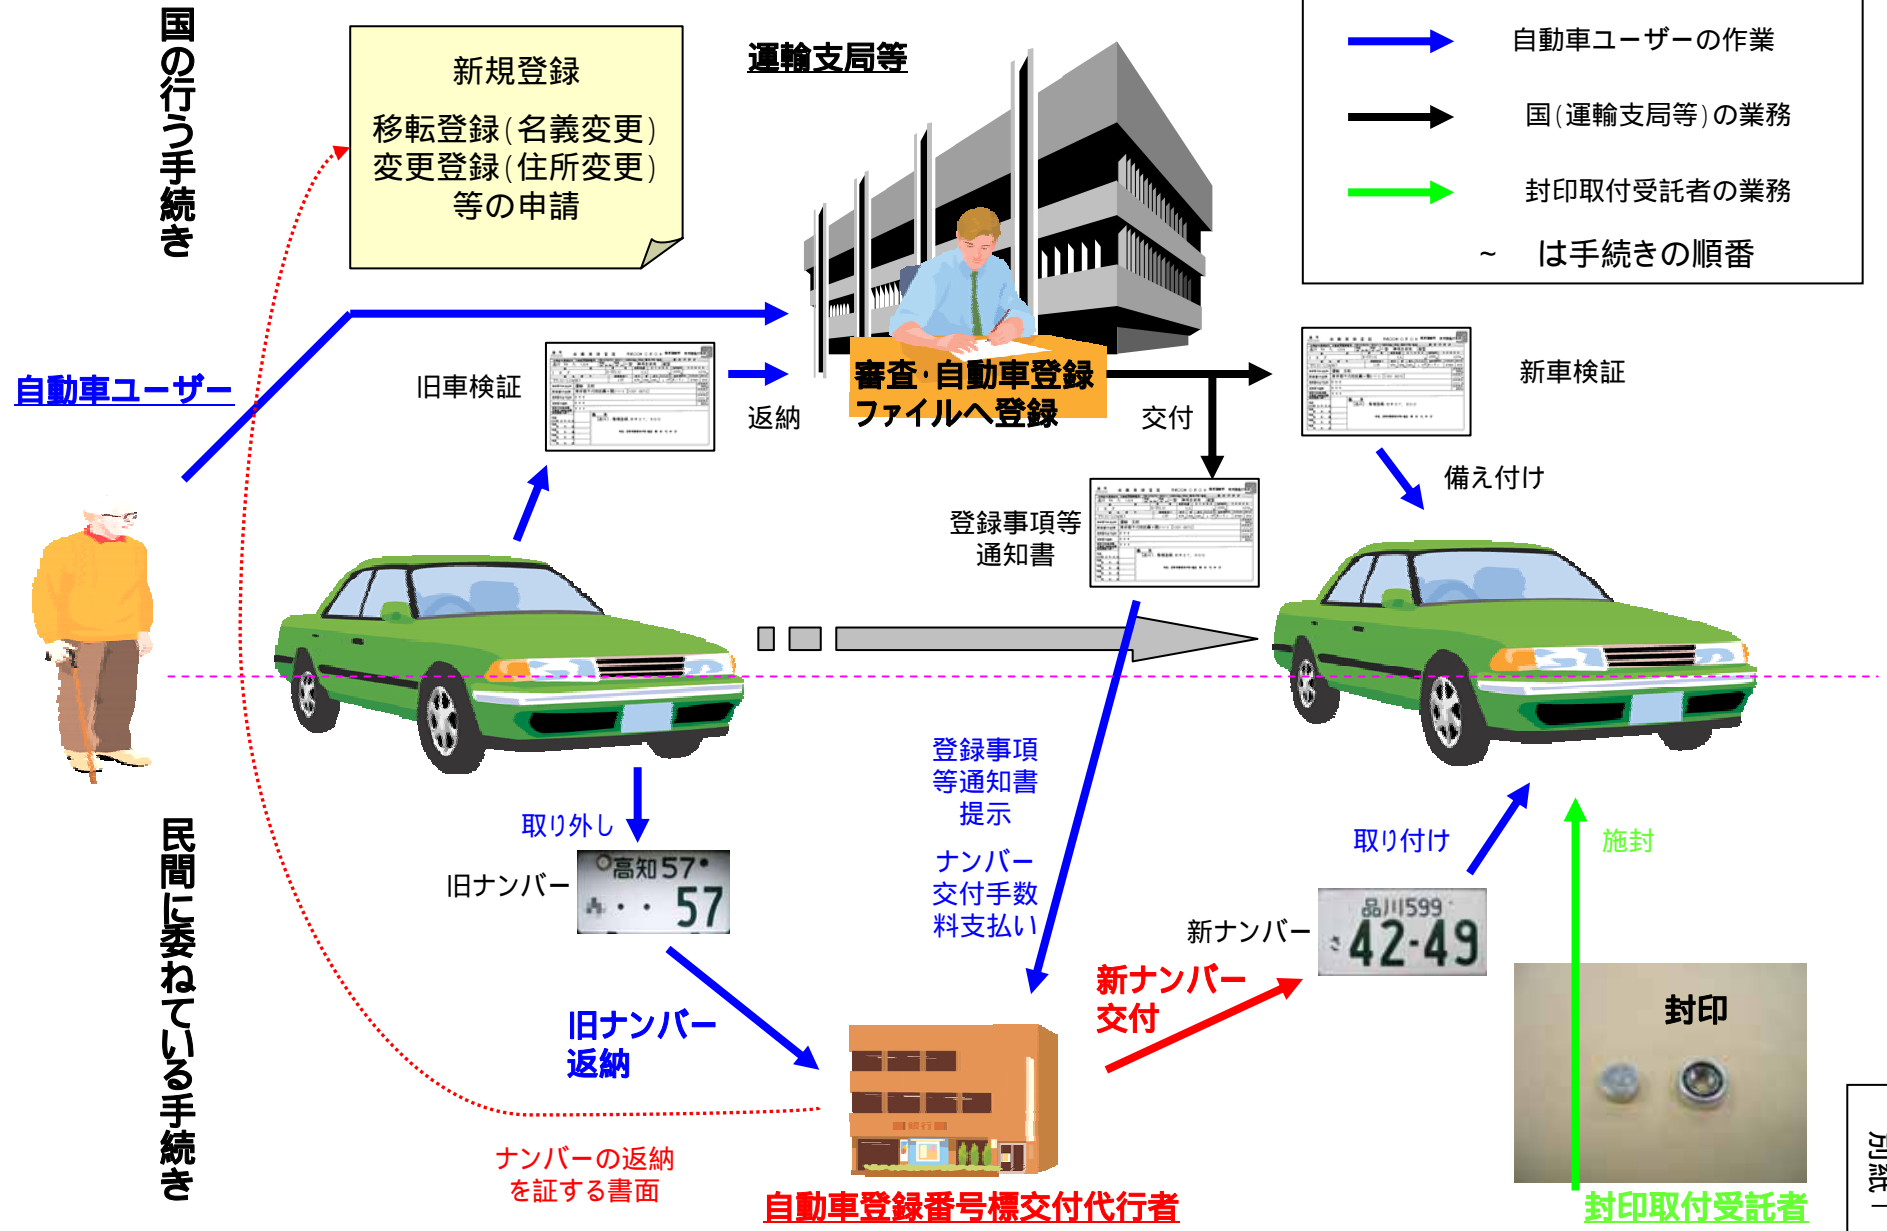 国の行う手続き
新規登録
移転登録(名義変更)
変更登録(住所変更)
等の申請
運輸支局等
自動車ユーザーの作業
国(運輸支局等)の業務
封印取付受託者の業務
~ は手続きの順番
自動車ユーザー
旧車検証
返納
審査・自動車登録
ファイルへ登録
交付
新車検証
備え付け
登録事項等
通知書
民間に委ねている手続き
取り外し
旧ナンバー
高知57
57
登録事項
等通知書
提示
ナンバー
交付手数
料支払い
取り付け
施封
新ナンバー
品川599
さ 42-49
新ナンバー
交付
封印
旧ナンバー
返納
ナンバーの返納
を証する書面
自動車登録番号標交付代行者
封印取付受託者
別紙1